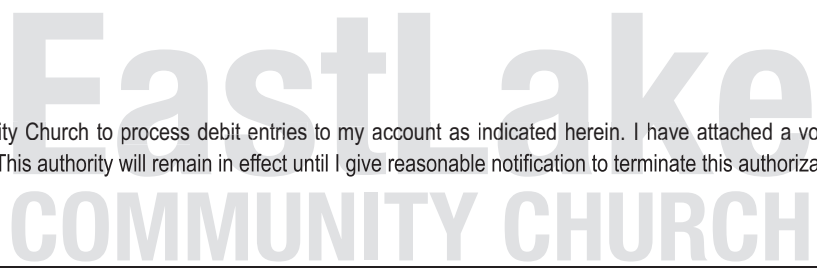 EastLake
ity Church to process debit entries to my account as indicated herein. I have attached a vo
This authority will remain in effect until I give reasonable notification to terminate this authoriza
COMMUNITY CHURCH